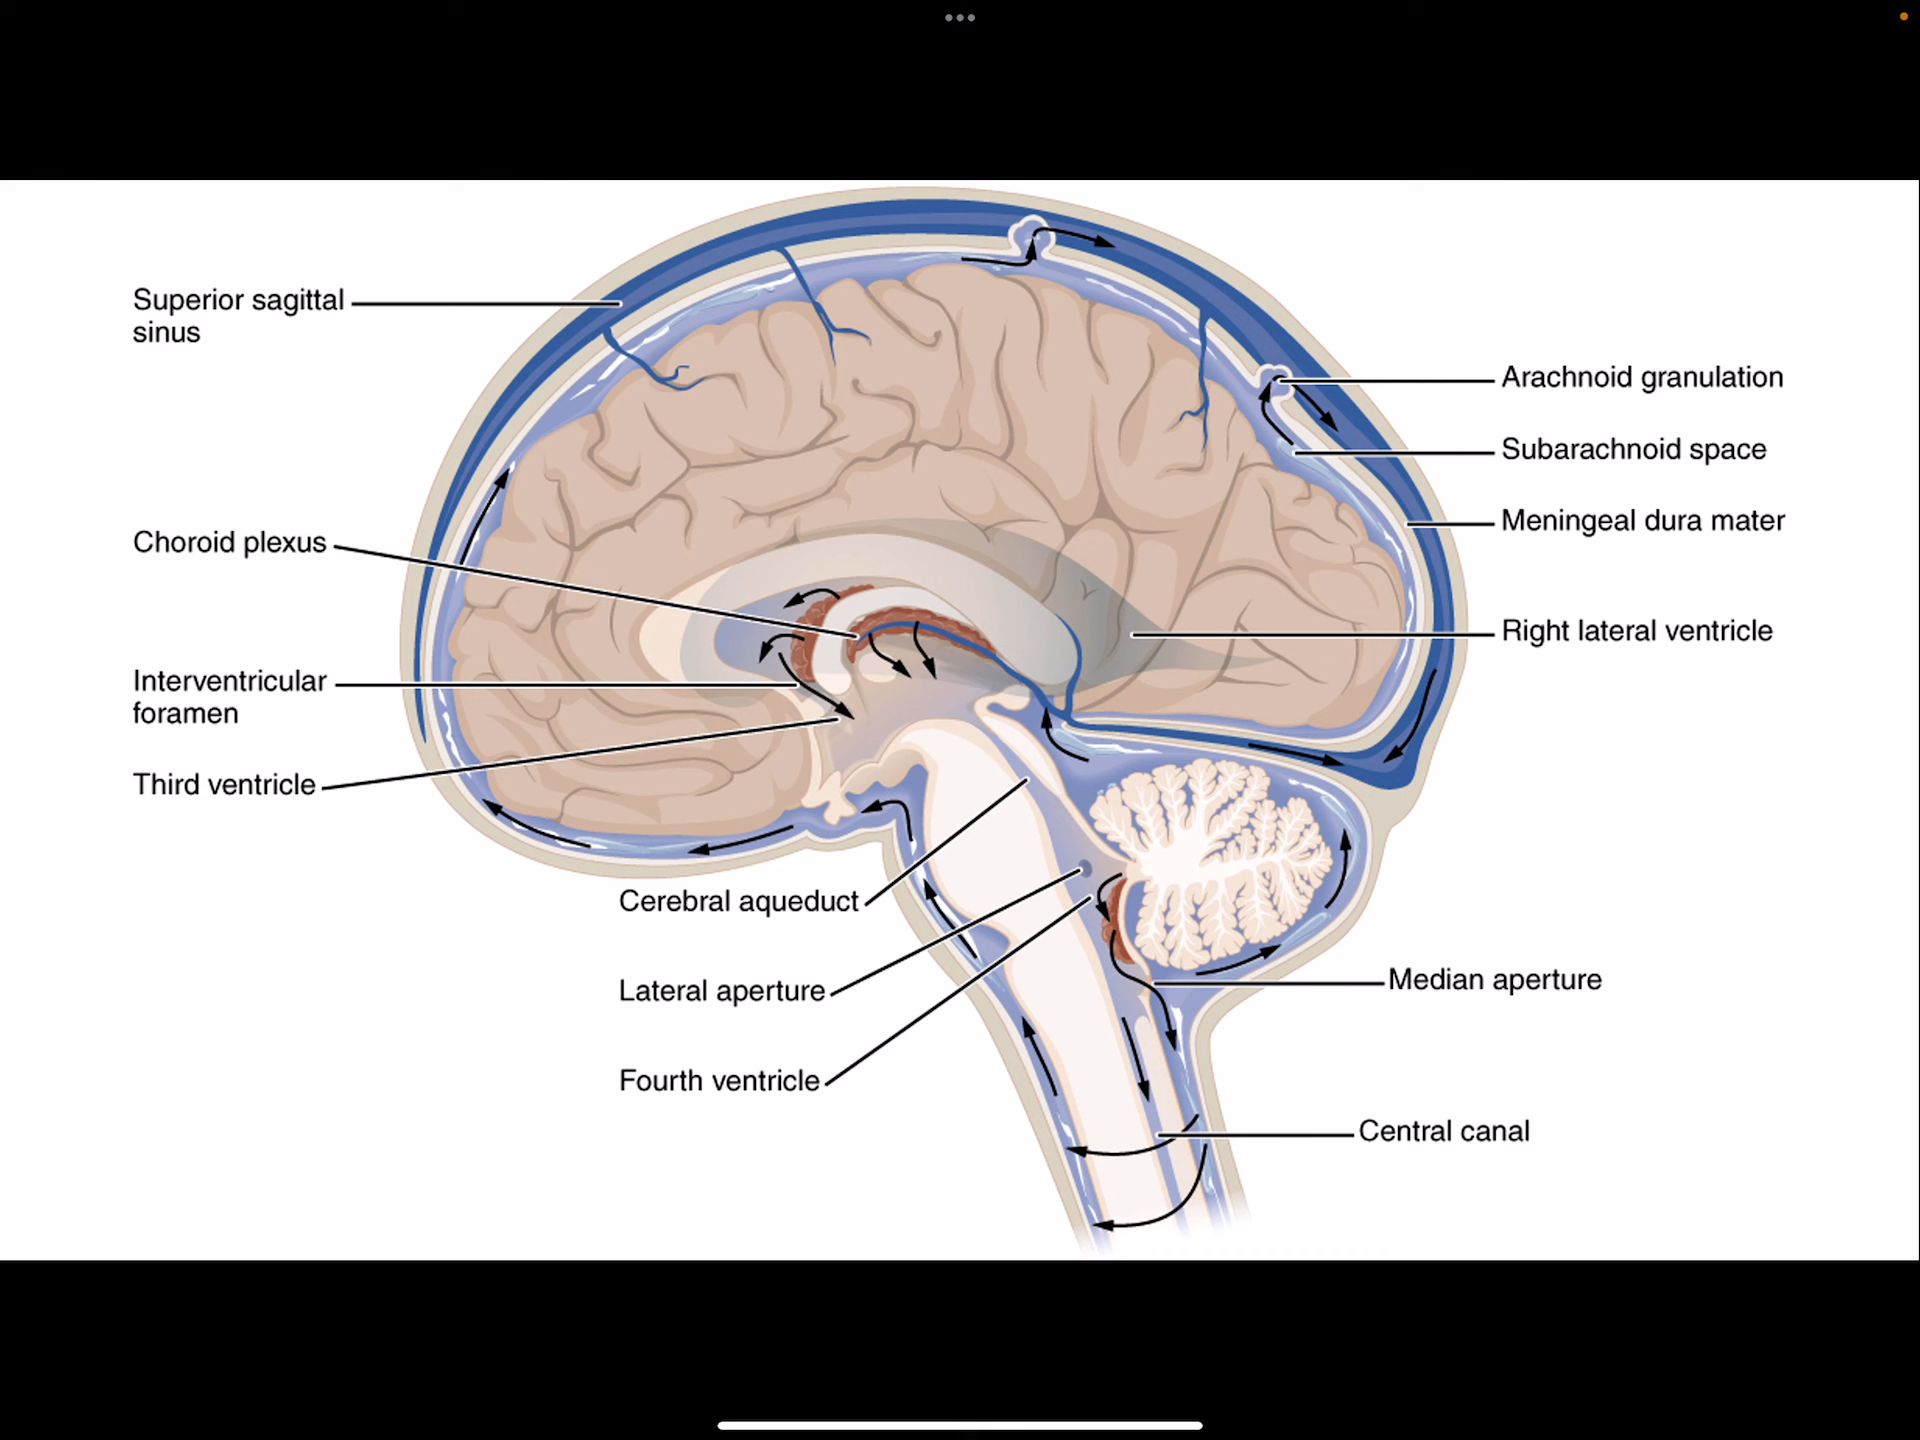 Superior sagittal
sinus
Choroid plexus
Interventricular
foramen
Third ventricle
Cerebral aqueduct
Lateral aperture
Fourth ventricle
Arachnoid granulation
Subarachnoid space
Meningeal dura mater
Right lateral ventricle
Median aperture
Central canal